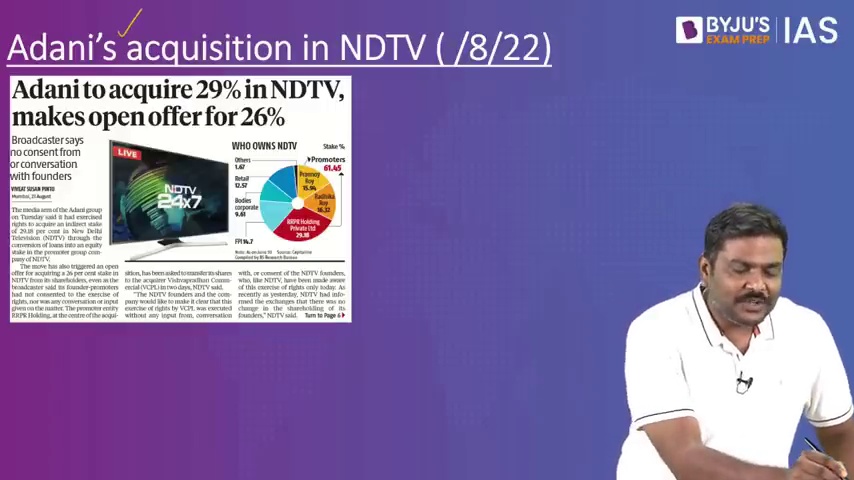 Adani's acquisition in NDTV ( /8/22)
BYJU'S
EXAM PREP
IAS
Adani to acquire 29% in NDTV,
makes open offer for 26%
Broadcaster says
no consent from
or conversation
with founders
VIVEAT SUSAN PINTO
Mumbai, 23 August
The media arm of the Adani group
on Tuesday said it had exercised
rights to acquire an indirect stake
of 29.18 per cent in New Delhi
Television (NDTV) through the
conversion of loans into an equity
stake in the promoter group com-
pany of NDTV.
The move has also triggered an open
offer for acquiring a 26 per cent stake in
NDTV from its shareholders, even as the
broadcaster said its founder-promoters
had not consented to the exercise of
rights, nor was any conversation or input
given on the matter. The promoter entity
RRPR Holding, at the centre of the acqui-
LIVE
NDTV
24x7
WHO OWNS NDTV
Stake %
Others
1.67
Retail
12.57
Bodies
corporate
9.61
FPI 14.7
Promoters
61.45
Prannoy
Roy
15.94
Radhika
Roy
16.32
RRPR Holding
Private Ltd
29.18
Note: As on June 30 Source: Capitaline
Compiled by BS Research Bureau
sition, has been asked to transfer its shares
to the acquirer Vishvapradhan Comm-
ercial (VCPL) in two days, NDTV said.
"The NDTV founders and the com-
pany would like to make it clear that this
exercise of rights by VCPL was executed
without any input from, conversation
with, or consent of the NDTV founders,
who, like NDTV, have been made aware
of this exercise of rights only today. As
recently as yesterday, NDTV had infor-
med the exchanges that there was no
change in the shareholding of its
founders," NDTV said. Turn to Page 6